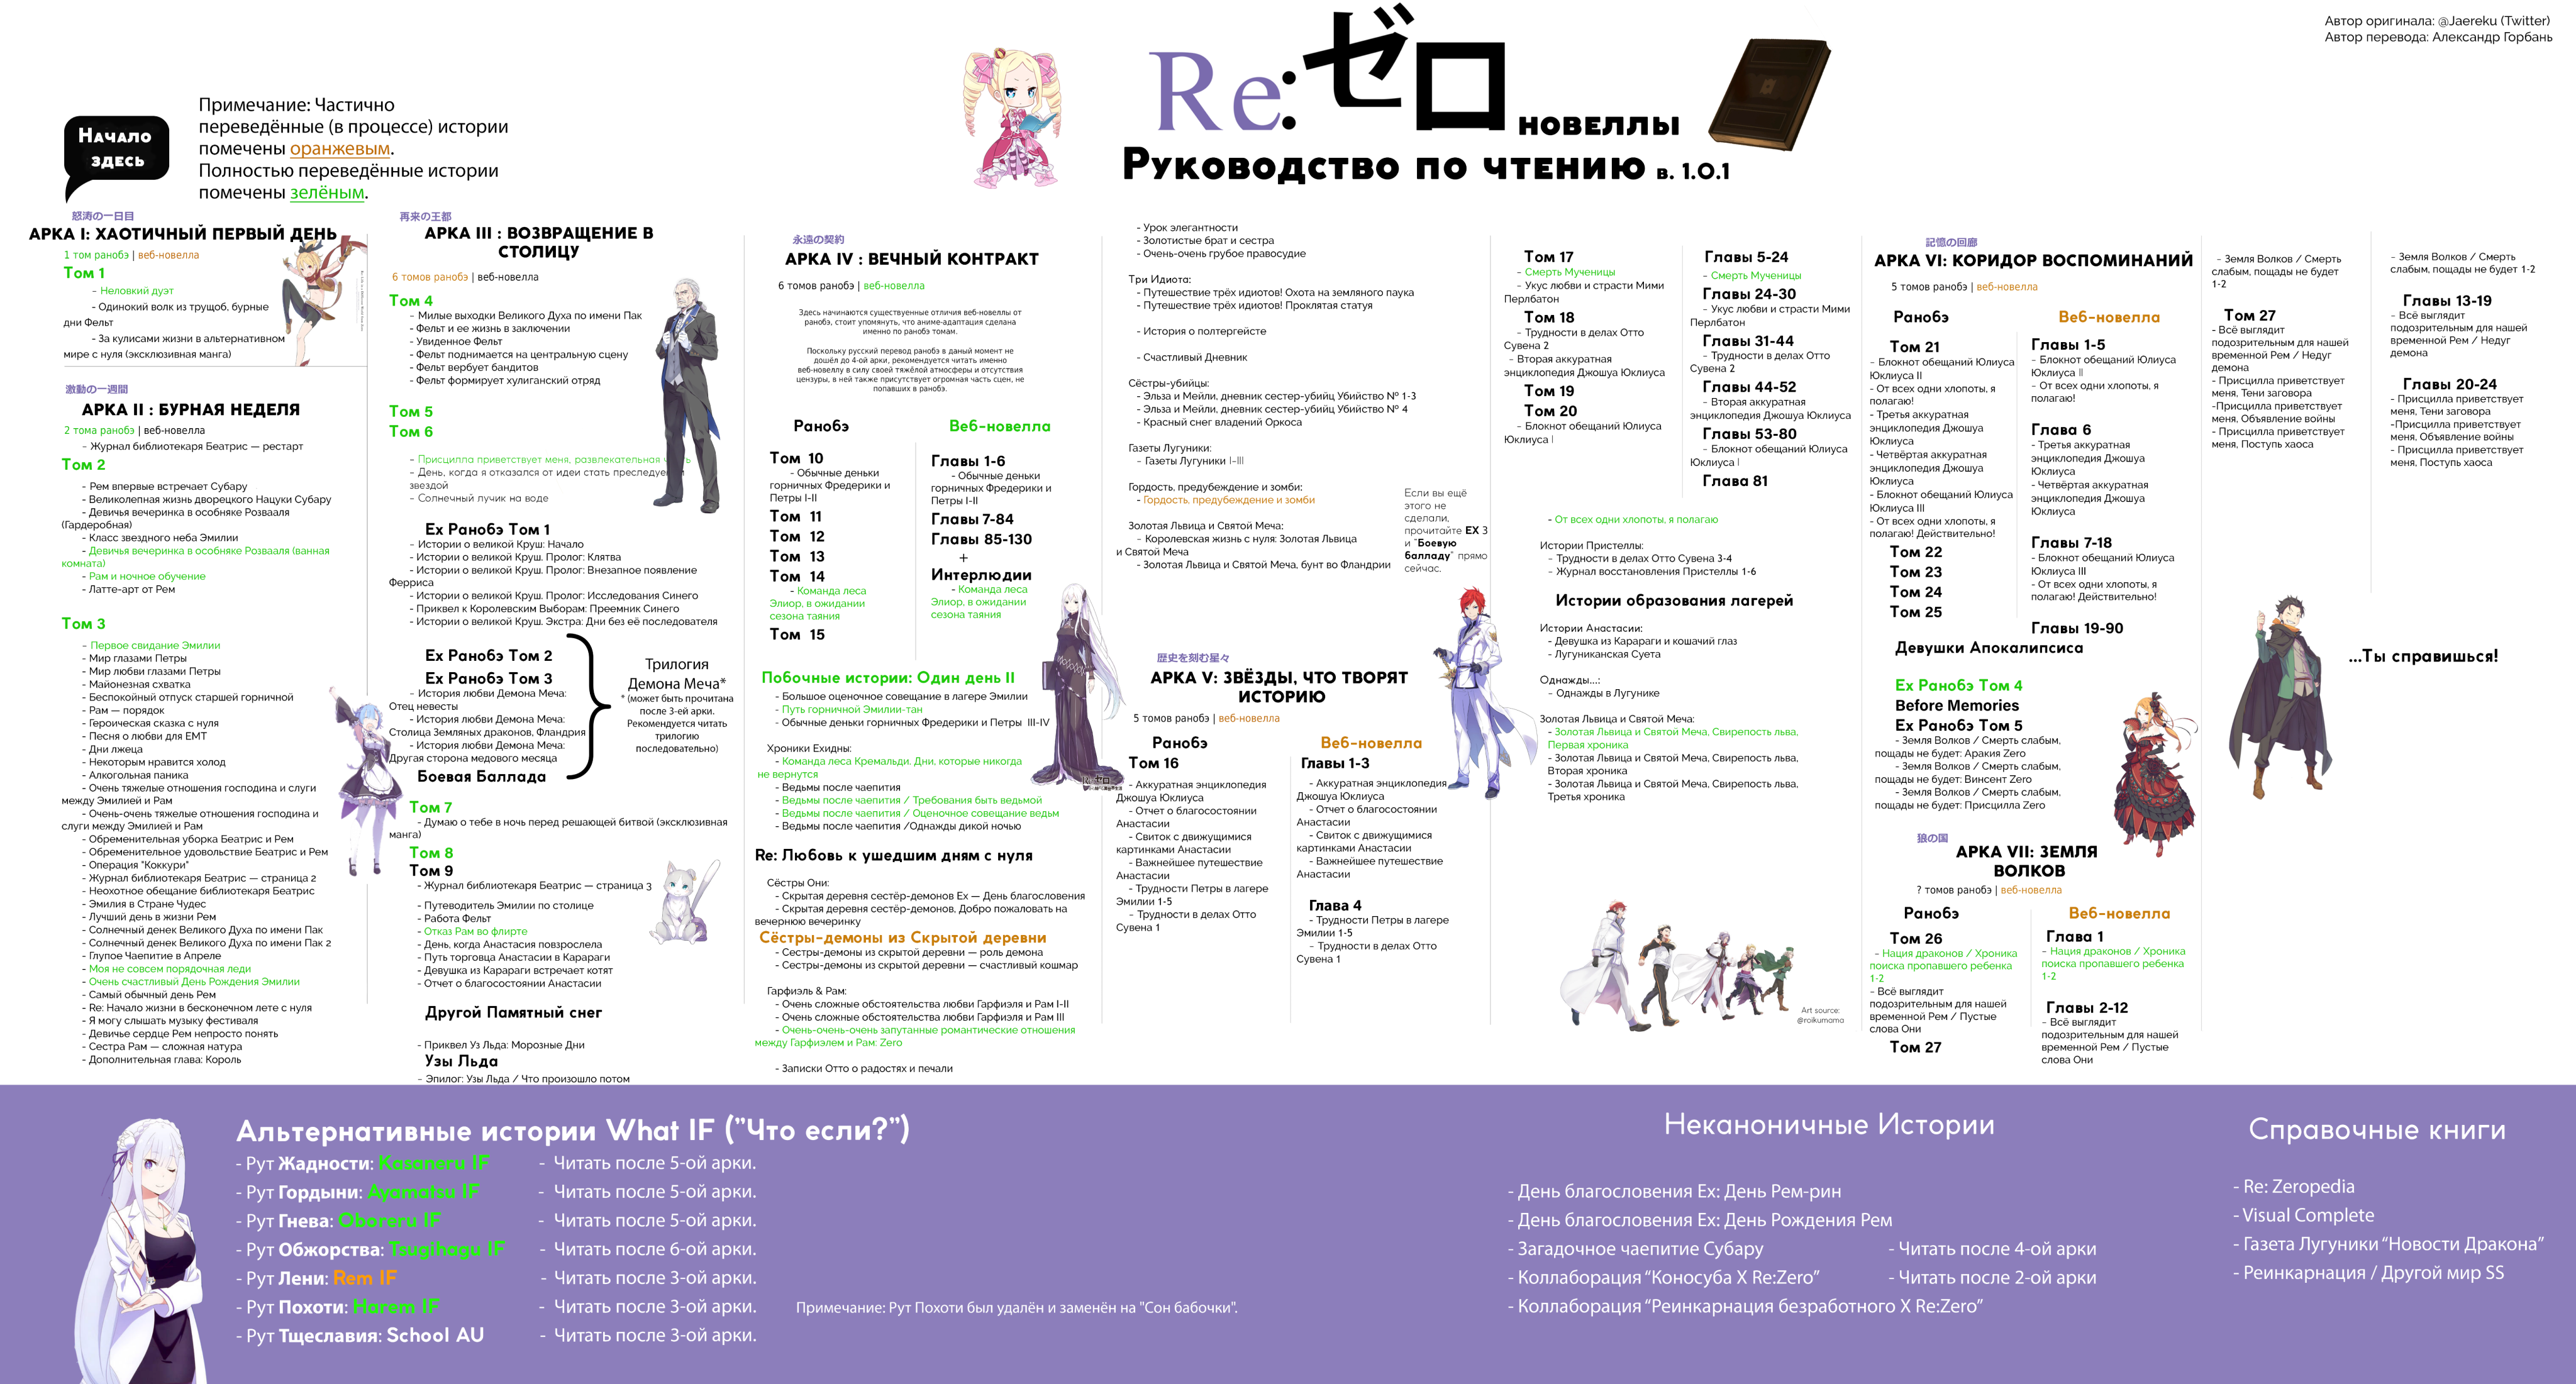 Автор оригинала: @Jaereku (Twitter)
Автор перевода: Александр Горбань
Re:ゼロ новеллы
Руководство по чтению в. 1.0.1
Начало
здесь
Примечание: Частично
переведённые (в процессе) истории
помечены оранжевым.
Полностью переведённые истории
помечены зелёным.
怒涛の一日目
АРКА I: ХАОТИЧНЫЙ ПЕРВЫЙ ДЕНЬ
1 том ранобэ | веб-новелла
Том 1
- Неловкий дуэт
- Одинокий волк из трущоб, бурные
дни Фельт
- За кулисами жизни в альтернативном
мире с нуля (эксклюзивная манга)
激動の一週間
АРКА II : БУРНАЯ НЕДЕЛЯ
2 тома ранобэ | веб-новелла
- Журнал библиотекаря Беатрис — рестарт
Том 2
- Рем впервые встречает Субару
- Великолепная жизнь дворецкого Нацуки Субару
- Девичья вечеринка в особняке Розвааля
(Гардеробная)
- Класс звездного неба Эмилии
- Девичья вечеринка в особняке Розвааля (ванная
комната)
- Рам и ночное обучение
- Латте-арт от Рем
Том 3
- Первое свидание Эмилии
- Мир глазами Петры
- Мир любви глазами Петры
- Майонезная схватка
- Беспокойный отпуск старшей горничной
- Рам — порядок
- Героическая сказка с нуля
- Песня о любви для ЕМТ
- Дни лжеца
- Некоторым нравится холод
- Алкогольная паника
- Очень тяжелые отношения господина и слуги
между Эмилией и Рам
- Очень-очень тяжелые отношения господина и
слуги между Эмилией и Рам
- Обременительная уборка Беатрис и Рем
- Обременительное удовольствие Беатрис и Рем
- Операция "Коккури"
- Журнал библиотекаря Беатрис — страница 2
- Неохотное обещание библиотекаря Беатрис
- Эмилия в Стране Чудес
- Лучший день в жизни Рем
- Солнечный денек Великого Духа по имени Пак
- Солнечный денек Великого Духа по имени Пак 2
- Глупое Чаепитие в Апреле
- Моя не совсем порядочная леди
- Очень счастливый День Рождения Эмилии
- Самый обычный день Рем
- Re: Начало жизни в бесконечном лете с нуля
- Я могу слышать музыку фестиваля
- Девичье сердце Рем непросто понять
- Сестра Рам — сложная натура
- Дополнительная глава: Король
再来の王都
АРКА III : ВОЗВРАЩЕНИЕ В
СТОЛИЦУ
6 томов ранобэ | веб-новелла
Том 4
- Милые выходки Великого Духа по имени Пак
- Фельт и ее жизнь в заключении
- Увиденное Фельт
- Фельт поднимается на центральную сцену
- Фельт вербует бандитов
- Фельт формирует хулиганский отряд
Том 5
Том 6
- Присцилла приветствует меня, развлекательная
- День, когда я отказался от идеи стать
звездой
- Солнечный лучик на воде
Ex Ранобэ Том 1
- Истории о великой Круш: Начало
- Истории о великой Круш. Пролог: Клятва
- Истории о великой Круш. Пролог: Внезапное появление
Ферриса
- Истории о великой Круш. Пролог: Исследования Синего
- Приквел к Королевским Выборам: Преемник Синего
- Истории о великой Круш. Экстра: Дни без её последователя
Ex Ранобэ Том 2
Ex Ранобэ Том 3
- История любви Демона Меча:
Отец невесты
- История любви Демона Меча:
Столица Земляных драконов, Фландрия
- История любви Демона Меча:
Другая сторона медового месяца
Боевая Баллада
Трилогия
Демона Меча*
* (может быть прочитана
после 3-ей арки.
Рекомендуется читать
трилогию
последовательно)
Том 7
- Думаю о тебе в ночь перед решающей битвой (эксклюзивная
манга)
Том 8
Том 9
- Журнал библиотекаря Беатрис — страница 3
- Путеводитель Эмилии по столице
- Работа Фельт
- Отказ Рам во флирте
- День, когда Анастасия повзрослела
- Путь торговца Анастасии в Карараги
- Девушка из Карараги встречает котят
- Отчет о благосостоянии Анастасии
Другой Памятный снег
- Приквел Уз Льда: Морозные Дни
Узы Льда
- Эпилог: Узы Льда / Что произошло потом
永遠の契約
АРКА IV : ВЕЧНЫЙ КОНТРАКТ
6 томов ранобэ | веб-новелла
Здесь начинаются существенные отличия веб-новеллы от
ранобэ, стоит упомянуть, что аниме-адаптация сделана
именно по ранобэ томам.
Поскольку русский перевод ранобэ в даный момент не
дошёл до 4-ой арки, рекомендуется читать именно
веб-новеллу в силу своей тяжёлой атмосферы и отсутствия
цензуры, в ней также присутствует огромная часть сцен, не
попавших в ранобэ.
Ранобэ
Том 10
- Обычные деньки
горничных Фредерики и
Петры I-II
Том 11
Том 12
Том 13
Том 14
- Команда леса
Элиор, в ожидании
сезона таяния
Том 15
Веб-новелла
Главы 1-6
- Обычные деньки
горничных Фредерики и
Петры I-II
Главы 7-84
Главы 85-130
+
Интерлюдии
- Команда леса
Элиор, в ожидании
сезона таяния
Побочные истории: Один день II
- Большое оценочное совещание в лагере Эмилии
- Путь горничной Эмилии-тан
- Обычные деньки горничных Фредерики и Петры III-IV
Хроники Ехидны:
- Команда леса Кремальди, Дни, которые никогда
не вернутся
- Ведьмы после чаепития
- Ведьмы после чаепития / Требования быть ведьмой
- Ведьмы после чаепития / Оценочное совещание ведьм
- Ведьмы после чаепития /Однажды дикой ночью
Re: Любовь к ушедшим дням с нуля
Сёстры Они:
- Скрытая деревня сестёр-демонов Ex — День благословения
- Скрытая деревня сестёр-демонов, Добро пожаловать на
вечернюю вечеринку
Сёстры-демоны из Скрытой деревни
- Сестры-демоны из скрытой деревни — роль демона
- Сестры-демоны из скрытой деревни — счастливый кошмар
Гарфиэль & Рам:
- Очень сложные обстоятельства любви Гарфиэля и Рам I-II
- Очень сложные обстоятельства любви Гарфиэля и Рам III
- Очень-очень-очень запутанные романтические отношения
между Гарфиэлем и Рам: Zero
- Записки Отто о радостях и печали
- Урок элегантности
- Золотистые брат и сестра
- Очень-очень грубое правосудие
Три Идиота:
- Путешествие трёх идиотов! Охота на земляного паука
- Путешествие трёх идиотов! Проклятая статуя
- История о полтергейсте
- Счастливый Дневник
Сёстры-убийцы:
- Эльза и Мейли, дневник сестер-убийц Убийство № 1-3
- Эльза и Мейли, дневник сестер-убийц Убийство № 4
- Красный снег владений Оркоса
Газеты Лугуники:
- Газеты Лугуники I-III
Гордость, предубеждение и зомби:
- Гордость, предубеждение и зомби
Золотая Львица и Святой Меча:
- Королевская жизнь с нуля: Золотая Львица
и Святой Меча
- Золотая Львица и Святой Меча, бунт во Фландрии
Если вы ещё
этого не
сделали,
прочитайте EX 3
и "Боевую
балладу" прямо
сейчас.
歴史を刻む星々
АРКА V: ЗВЁЗДЫ, ЧТО ТВОРЯТ
ИСТОРИЮ
5 томов ранобэ | веб-новелла
Ранобэ
Том 16
- Аккуратная энциклопедия
Джошуа Юклиуса
- Отчет о благосостоянии
Анастасии
- Свиток с движущимися
картинками Анастасии
- Важнейшее путешествие
Анастасии
- Трудности Петры в лагере
Эмилии 1-5
- Трудности в делах Отто
Сувена 1
Веб-новелла
Главы 1-3
- Аккуратная энциклопедия
Джошуа Юклиуса
- Отчет о благосостоянии
Анастасии
- Свиток с движущимися
картинками Анастасии
- Важнейшее путешествие
Анастасии
Глава 4
- Трудности Петры в лагере
Эмилии 1-5
- Трудности в делах Отто
Сувена 1
Том 17
- Смерть Мученицы
- Укус любви и страсти Мими
Перлбатон
Том 18
- Трудности в делах Отто
Сувена 2
- Вторая аккуратная
энциклопедия Джошуа Юклиуса
Том 19
Том 20
- Блокнот обещаний Юлиуса
Юклиуса I
Главы 5-24
- Смерть Мученицы
Главы 24-30
- Укус любви и страсти Мими
Перлбатон
Главы 31-44
- Трудности в делах Отто
Сувена 2
Главы 44-52
- Вторая аккуратная
энциклопедия Джошуа Юклиуса
Главы 53-80
- Блокнот обещаний Юлиуса
Юклиуса I
Глава 81
- От всех одни хлопоты, я полагаю
Истории Пристеллы:
- Трудности в делах Отто Сувена 3-4
- Журнал восстановления Пристеллы 1-6
Истории образования лагерей
Истории Анастасии:
- Девушка из Карараги и кошачий глаз
- Лугуниканская Суета
Однажды...:
- Однажды в Лугунике
Золотая Львица и Святой Меча:
- Золотая Львица и Святой Меча, Свирепость льва,
Первая хроника
- Золотая Львица и Святой Меча, Свирепость льва,
Вторая хроника
- Золотая Львица и Святой Меча, Свирепость льва,
Третья хроника
Art source:
@roikumama
記憶の回廊
АРКА VI: КОРИДОР ВОСПОМИНАНИЙ
5 томов ранобэ | веб-новелла
Ранобэ
Том 21
- Блокнот обещаний Юлиуса
Юклиуса II
- От всех одни хлопоты, я
полагаю!
- Третья аккуратная
энциклопедия Джошуа
Юклиуса
- Четвёртая аккуратная
энциклопедия Джошуа
Юклиуса
- Блокнот обещаний Юлиуса
Юклиуса III
- От всех одни хлопоты, я
полагаю! Действительно!
Том 22
Том 23
Том 24
Том 25
Веб-новелла
Главы 1-5
- Блокнот обещаний Юлиуса
Юклиуса II
- От всех одни хлопоты, я
полагаю!
Глава 6
- Третья аккуратная
энциклопедия Джошуа
Юклиуса
- Четвёртая аккуратная
энциклопедия Джошуа
Юклиуса
Главы 7-18
- Блокнот обещаний Юлиуса
Юклиуса III
- От всех одни хлопоты, я
полагаю! Действительно!
Главы 19-90
Девушки Апокалипсиса
Ex Ранобэ Том 4
Before Memories
Ex Ранобэ Том 5
- Земля Волков / Смерть слабым,
пощады не будет: Аракия Zero
- Земля Волков / Смерть слабым,
пощады не будет: Винсент Zero
- Земля Волков / Смерть слабым,
пощады не будет: Присцилла Zero
狼の国
АРКА VII: ЗЕМЛЯ
ВОЛКОВ
? томов ранобэ | веб-новелла
Ранобэ
Том 26
- Нация драконов / Хроника
поиска пропавшего ребенка
1-2
- Всё выглядит
подозрительным для нашей
временной Рем / Пустые
слова Они
Том 27
Веб-новелла
Глава 1
- Нация драконов / Хроника
поиска пропавшего ребенка
1-2
Главы 2-12
- Всё выглядит
подозрительным для нашей
временной Рем / Пустые
слова Они
- Земля Волков / Смерть
слабым, пощады не будет
1-2
Том 27
- Всё выглядит
подозрительным для нашей
временной Рем / Недуг
демона
- Присцилла приветствует
меня, Тени заговора
-Присцилла приветствует
меня, Объявление войны
- Присцилла приветствует
меня, Поступь хаоса
- Земля Волков / Смерть
слабым, пощады не будет 1-2
Главы 13-19
- Всё выглядит
подозрительным для нашей
временной Рем / Недуг
демона
Главы 20-24
- Присцилла приветствует
меня, Тени заговора
-Присцилла приветствует
меня, Объявление войны
- Присцилла приветствует
меня, Поступь хаоса
...Ты справишься!
Альтернативные истории What IF ("Что если?")
- Рут Жадности: Kasaneru IF - Читать после 5-ой арки.
- Рут Гордыни: Ayamatsu IF - Читать после 5-ой арки.
- Рут Гнева: Oboreru IF - Читать после 5-ой арки.
- Рут Обжорства: Tsugihagu IF - Читать после 6-ой арки.
- Рут Лени: Rem IF - Читать после 3-ой арки.
- Рут Похоти: Harem IF - Читать после 3-ой арки.
- Рут Тщеславия: School AU - Читать после 3-ой арки.
Примечание: Рут Похоти был удалён и заменён на "Сон бабочки".
Неканоничные Истории
- День благословения Ex: День Рем-рин
- День благословения Ex: День Рождения Рем
- Загадочное чаепитие Субару - Читать после 4-ой арки
- Коллаборация “Коносуба X Re:Zero” - Читать после 2-ой арки
- Коллаборация “Реинкарнация безработного X Re:Zero”
Справочные книги
- Re: Zeropedia
- Visual Complete
- Газета Лугуники “Новости Дракона”
- Реинкарнация / Другой мир SS